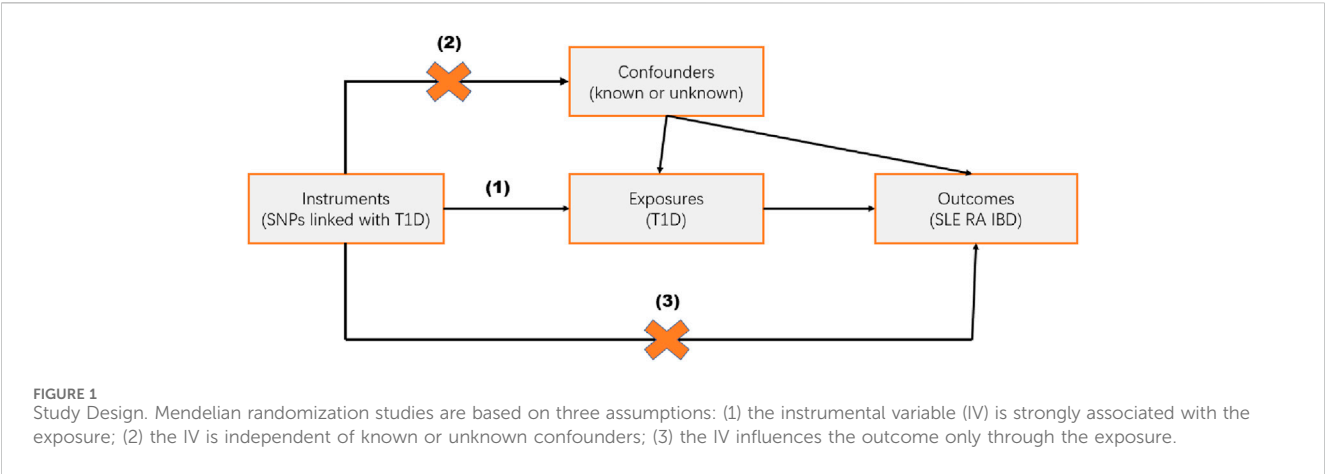 (2)
Confounders
(known or unknown)
(1)
Instruments
(SNPs linked with T1D)
Exposures
(T1D)
Outcomes
(SLE RA IBD)
(3)
FIGURE 1
Study Design. Mendelian randomization studies are based on three assumptions: (1) the instrumental variable (IV) is strongly associated with the
exposure; (2) the IV is independent of known or unknown confounders; (3) the IV influences the outcome only through the exposure.